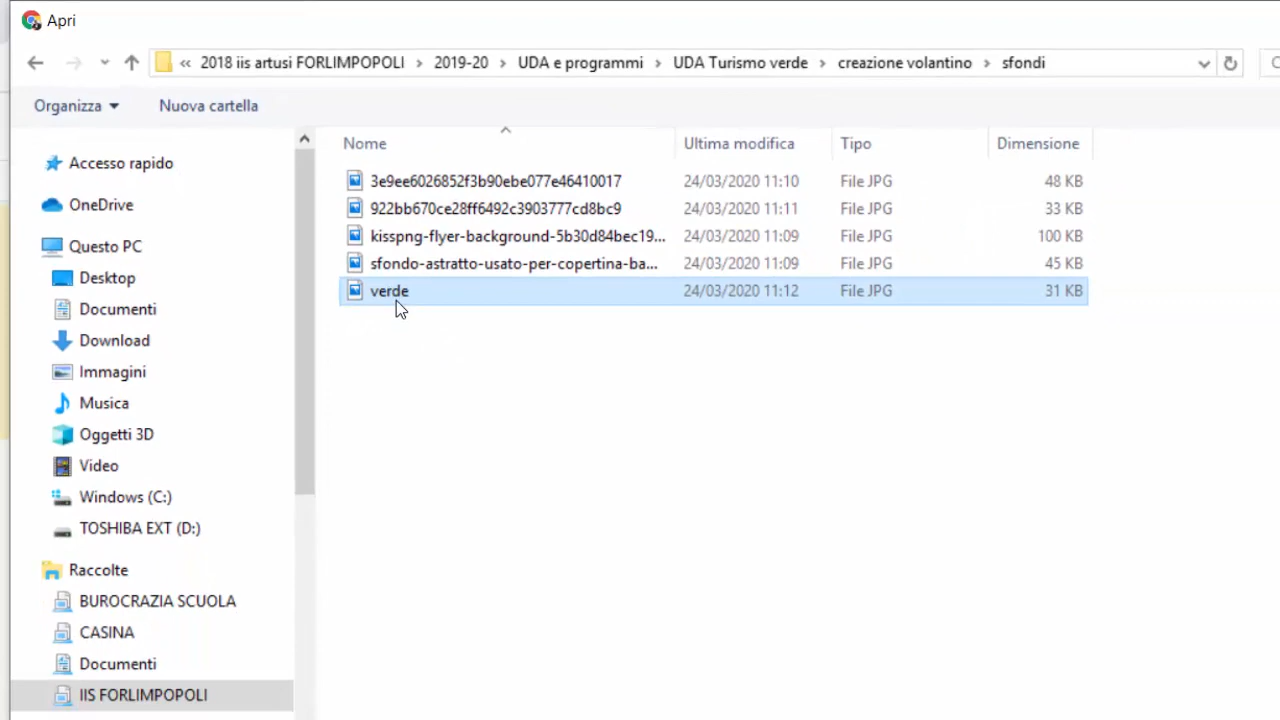 Apri
« 2018 iis artusi FORLIMPOPOLI › 2019-20 › UDA e programmi › UDA Turismo verde › creazione volantino › sfondi
Organizza Nuova cartella
Nome Ultima modifica Tipo Dimensione
3e9ee6026852f3b90ebe077e46410017 24/03/2020 11:10 File JPG 48 KB
922bb670ce28ff6492c3903777cd8bc9 24/03/2020 11:11 File JPG 33 KB
kisspng-flyer-background-5b30d84bec19... 24/03/2020 11:09 File JPG 100 KB
sfondo-astratto-usato-per-copertina-ba... 24/03/2020 11:09 File JPG 45 KB
verde 24/03/2020 11:12 File JPG 31 KB
Accesso rapido
OneDrive
Questo PC
Desktop
Documenti
Download
Immagini
Musica
Oggetti 3D
Video
Windows (C:)
TOSHIBA EXT (D:)
Raccolte
BUROCRAZIA SCUOLA
CASINA
Documenti
IIS FORLIMPOPOLI